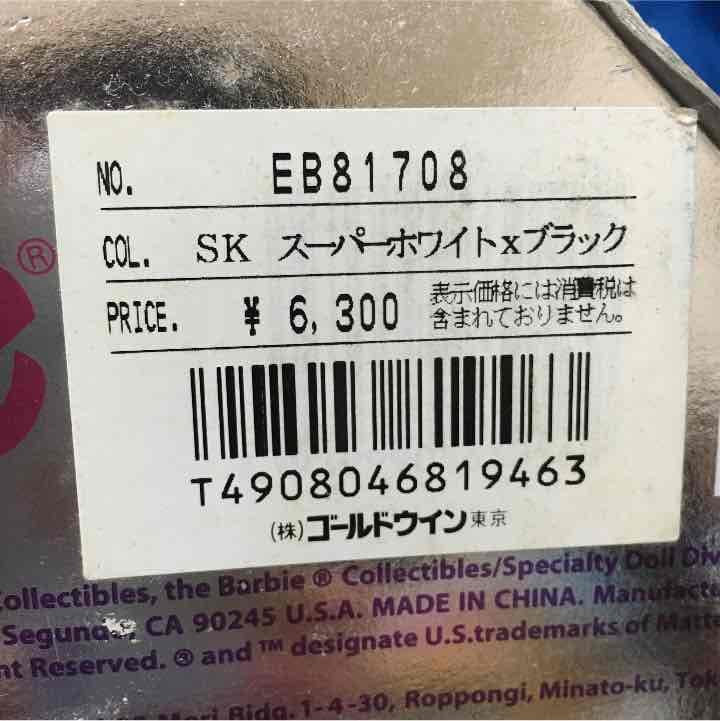 NO. EB81708
COL. SK スーパーホワイトxブラック
PRICE. ¥ 6,300 表示価格には消費税は
含まれておりません。
T4908046819463
(株)ゴールドウイン東京
®
Collectibles, the Barbie ® Collectibles/Specialty Doll
Segundo, CA 90245 U.S.A. MADE IN CHINA.
Reserved. ® and ™ designate U.S.trademarks of
Mori Bldg. 1-4-30, Roppongi, Minato-ku,